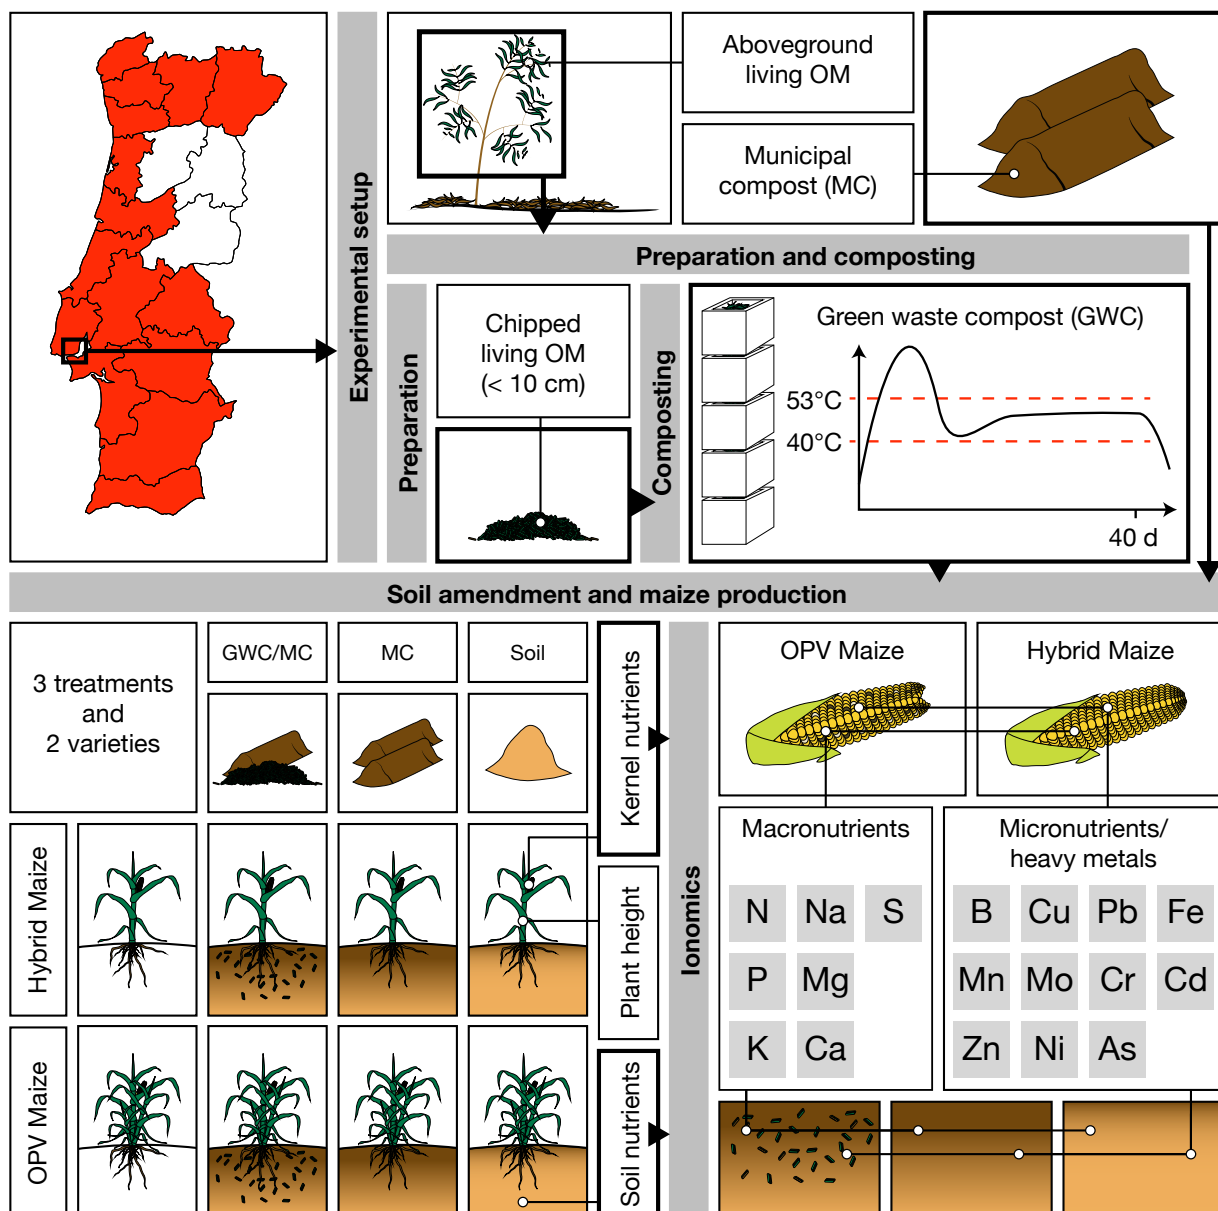 Experimental setup
Aboveground
living OM
Municipal
compost (MC)
Preparation and composting
Preparation
Chipped
living OM
(< 10 cm)
Composting
Green waste compost (GWC)
53°C
40°C
40 d
Soil amendment and maize production
3 treatments
and
2 varieties
GWC/MC
MC
Soil
Hybrid Maize
OPV Maize
Kernel nutrients
Plant height
Soil nutrients
Ionomics
OPV Maize
Hybrid Maize
Macronutrients
N Na S
P Mg
K Ca
Micronutrients/
heavy metals
B Cu Pb Fe
Mn Mo Cr Cd
Zn Ni As